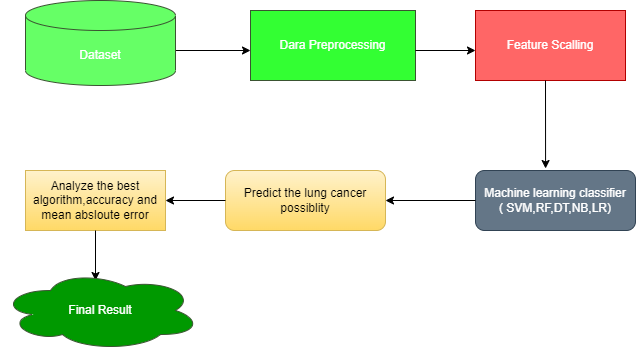 Dataset
Dara Preprocessing
Feature Scalling
Machine learning classifier
( SVM,RF,DT,NB,LR)
Predict the lung cancer
possiblity
Analyze the best
algorithm,accuracy and
mean absloute error
Final Result